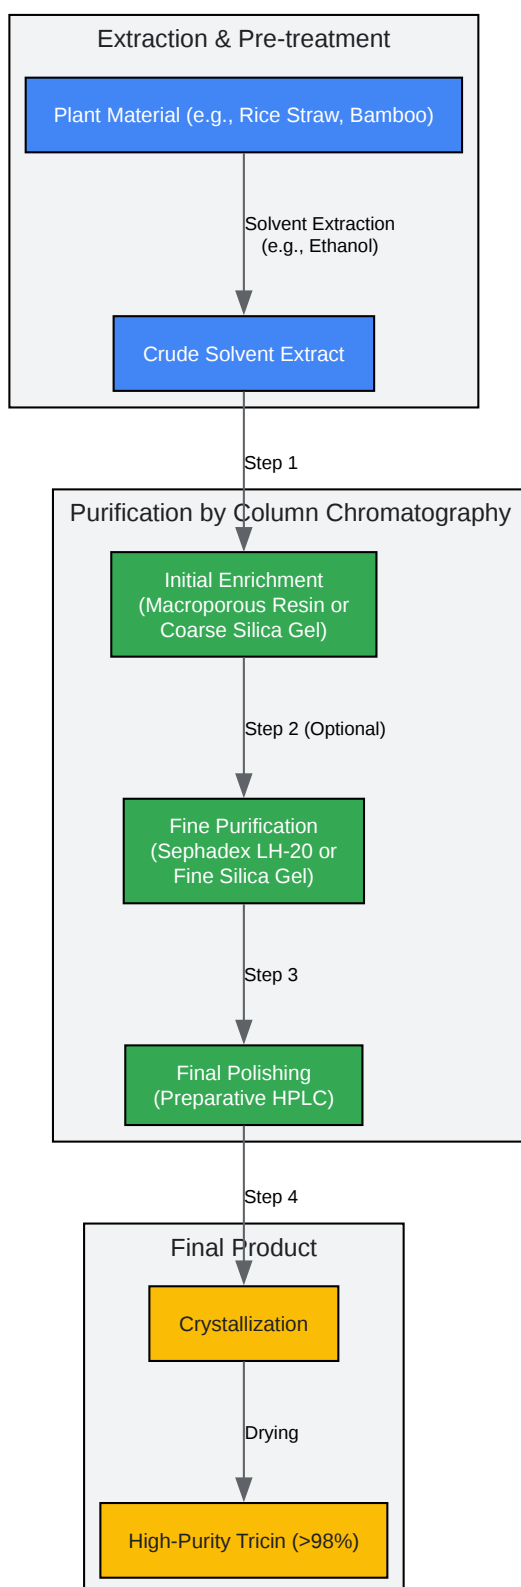 Extraction & Pre-treatment
Plant Material (e.g., Rice Straw, Bamboo)
Solvent Extraction
(e.g., Ethanol)
Crude Solvent Extract
Step 1
Purification by Column Chromatography
Initial Enrichment
(Macroporous Resin or
Coarse Silica Gel)
Step 2 (Optional)
Fine Purification
(Sephadex LH-20 or
Fine Silica Gel)
Step 3
Final Polishing
(Preparative HPLC)
Step 4
Final Product
Crystallization
Drying
High-Purity Tricin (>98%)